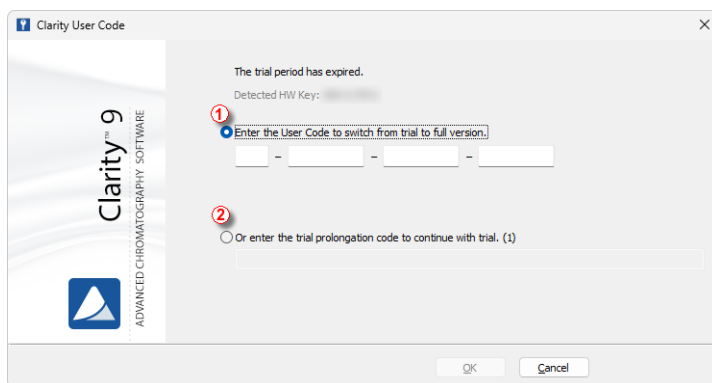 Clarity User Code
The trial period has expired.
Detected HW Key:
1
Enter the User Code to switch from trial to full version.
– – –
2
Or enter the trial prolongation code to continue with trial. (1)
Clarity™ 9
ADVANCED CHROMATOGRAPHY SOFTWARE
OK
Cancel